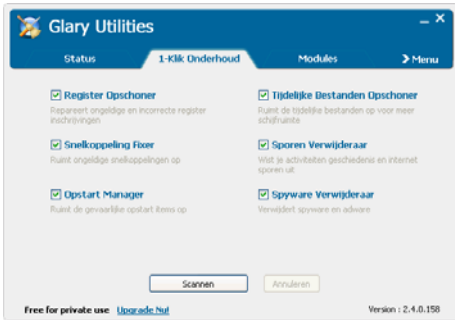 Glary Utilities
Status
1-Klik Onderhoud
Modules
Menu
Register Opschoner
Repareert ongeldige en incorrecte register
inschrijvingen
Tijdelijke Bestanden Opschoner
Ruimt de tijdelijke bestanden op voor meer
schijfruimte
Snelkoppeling Fixer
Ruimt ongeldige snelkoppelingen op
Sporen Verwijderaar
Wist je activiteiten geschiedenis en internet
sporen uit
Opstart Manager
Ruimt de gevaarlijke opstart items op
Spyware Verwijderaar
Verwijdert spyware en adware
Scannen
Annuleren
Free for private use Upgrade Nu!
Version : 2.4.0.158